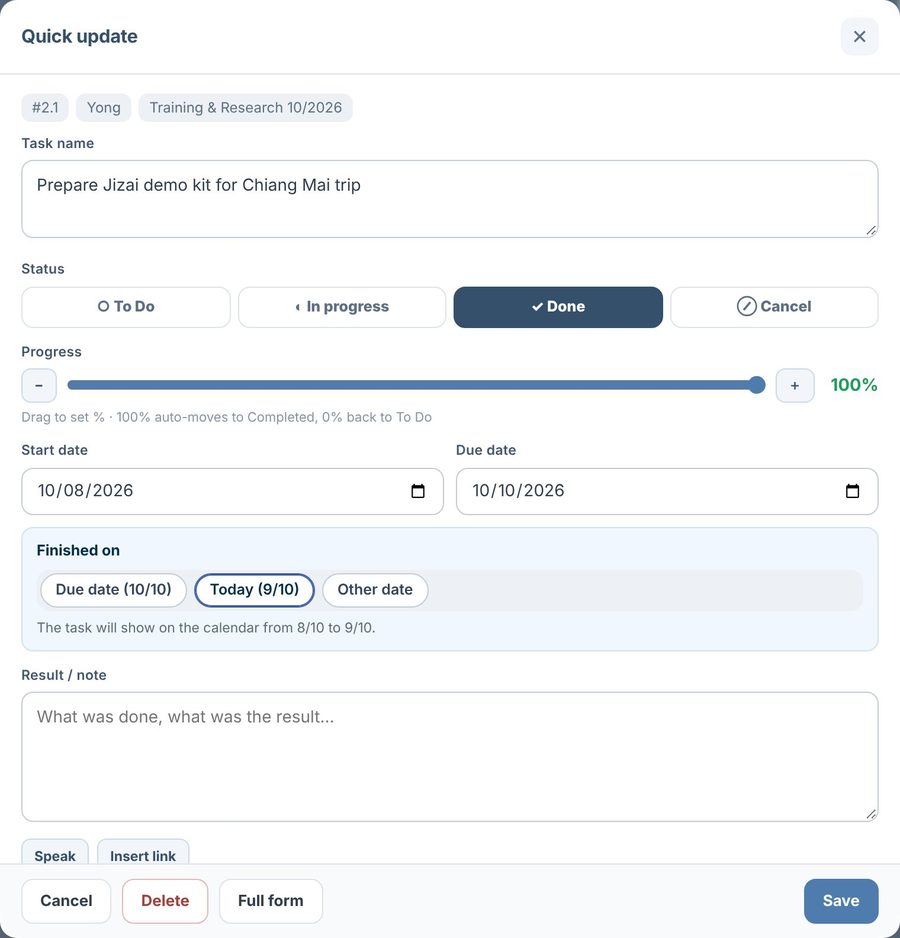 Quick update
#2.1 Yong Training & Research 10/2026
Task name
Prepare Jizai demo kit for Chiang Mai trip
Status
To Do In progress Done Cancel
Progress
− + 100%
Drag to set % · 100% auto-moves to Completed, 0% back to To Do
Start date Due date
10/08/2026 10/10/2026
Finished on
Due date (10/10) Today (9/10) Other date
The task will show on the calendar from 8/10 to 9/10.
Result / note
What was done, what was the result...
Speak Insert link
Cancel Delete Full form Save